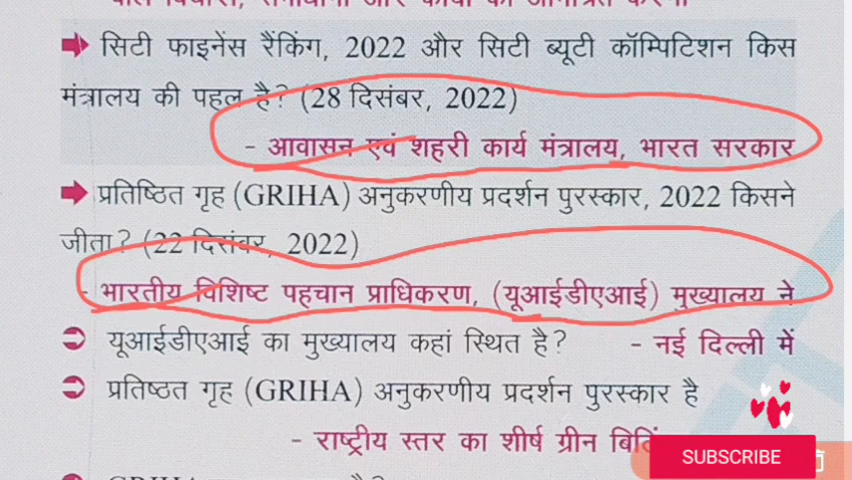 ➡ सिटी फाइनेंस रैंकिंग, 2022 और सिटी ब्यूटी कॉम्पिटिशन किस
मंत्रालय की पहल है? (28 दिसंबर, 2022)
- आवासन एवं शहरी कार्य मंत्रालय, भारत सरकार
➡ प्रतिष्ठित गृह (GRIHA) अनुकरणीय प्रदर्शन पुरस्कार, 2022 किसने
जीता? (22 दिसंबर, 2022)
- भारतीय विशिष्ट पहचान प्राधिकरण, (यूआईडीएआई) मुख्यालय ने
यूआईडीएआई का मुख्यालय कहां स्थित है? - नई दिल्ली में
प्रतिष्ठत गृह (GRIHA) अनुकरणीय प्रदर्शन पुरस्कार है
- राष्ट्रीय स्तर का शीर्ष ग्रीन
SUBSCRIBE